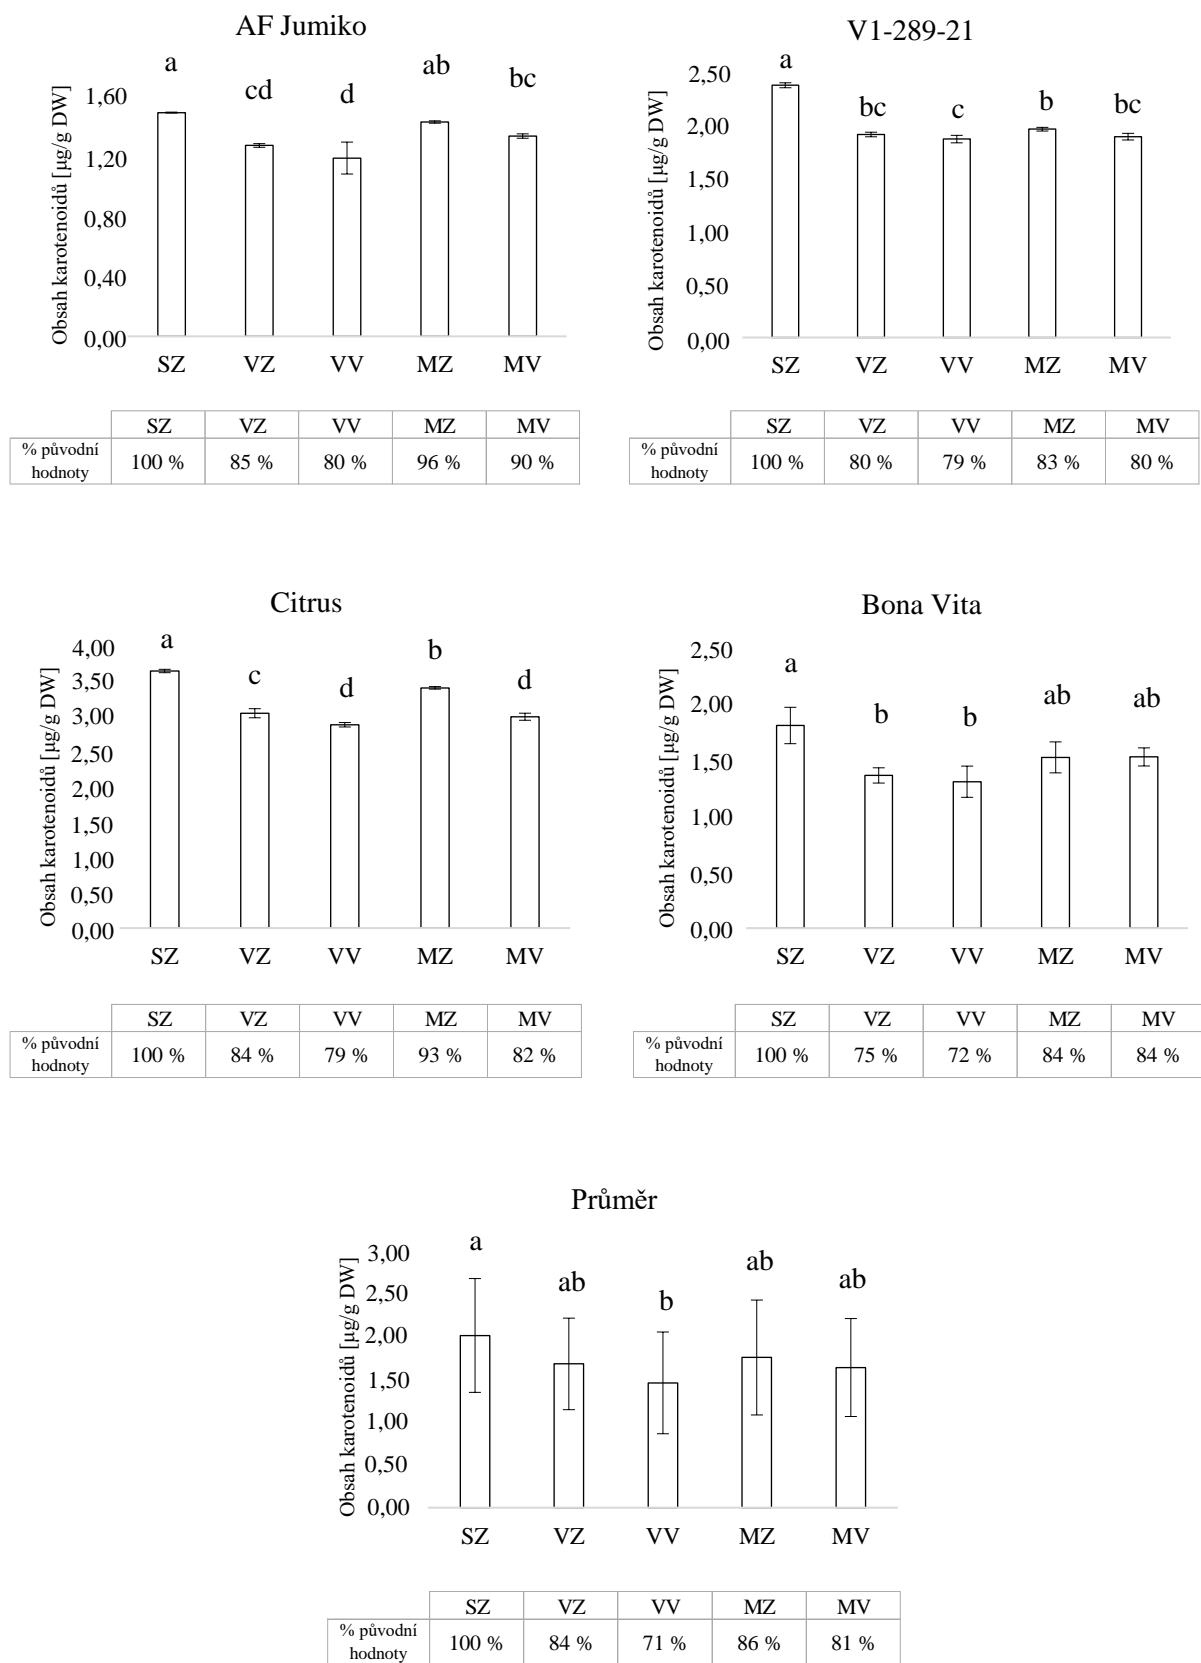 AF Jumiko
a
cd
d
ab
bc
Obsah karotenoidů [µg/g DW]
1,60
1,20
0,80
0,40
0,00
SZ VZ VV MZ MV
SZ VZ VV MZ MV
% původní
hodnoty
100 % 85 % 80 % 96 % 90 %
V1-289-21
a
bc
c
b
bc
Obsah karotenoidů [µg/g DW]
2,50
2,00
1,50
1,00
0,50
0,00
SZ VZ VV MZ MV
SZ VZ VV MZ MV
% původní
hodnoty
100 % 80 % 79 % 83 % 80 %
Citrus
a
c
d
b
d
Obsah karotenoidů [µg/g DW]
4,00
3,50
3,00
2,50
2,00
1,50
1,00
0,50
0,00
SZ VZ VV MZ MV
SZ VZ VV MZ MV
% původní
hodnoty
100 % 84 % 79 % 93 % 82 %
Bona Vita
a
b
b
ab
ab
Obsah karotenoidů [µg/g DW]
2,50
2,00
1,50
1,00
0,50
0,00
SZ VZ VV MZ MV
SZ VZ VV MZ MV
% původní
hodnoty
100 % 75 % 72 % 84 % 84 %
Průměr
a
ab
b
ab
ab
Obsah karotenoidů [µg/g DW]
3,00
2,50
2,00
1,50
1,00
0,50
0,00
SZ VZ VV MZ MV
SZ VZ VV MZ MV
% původní
hodnoty
100 % 84 % 71 % 86 % 81 %